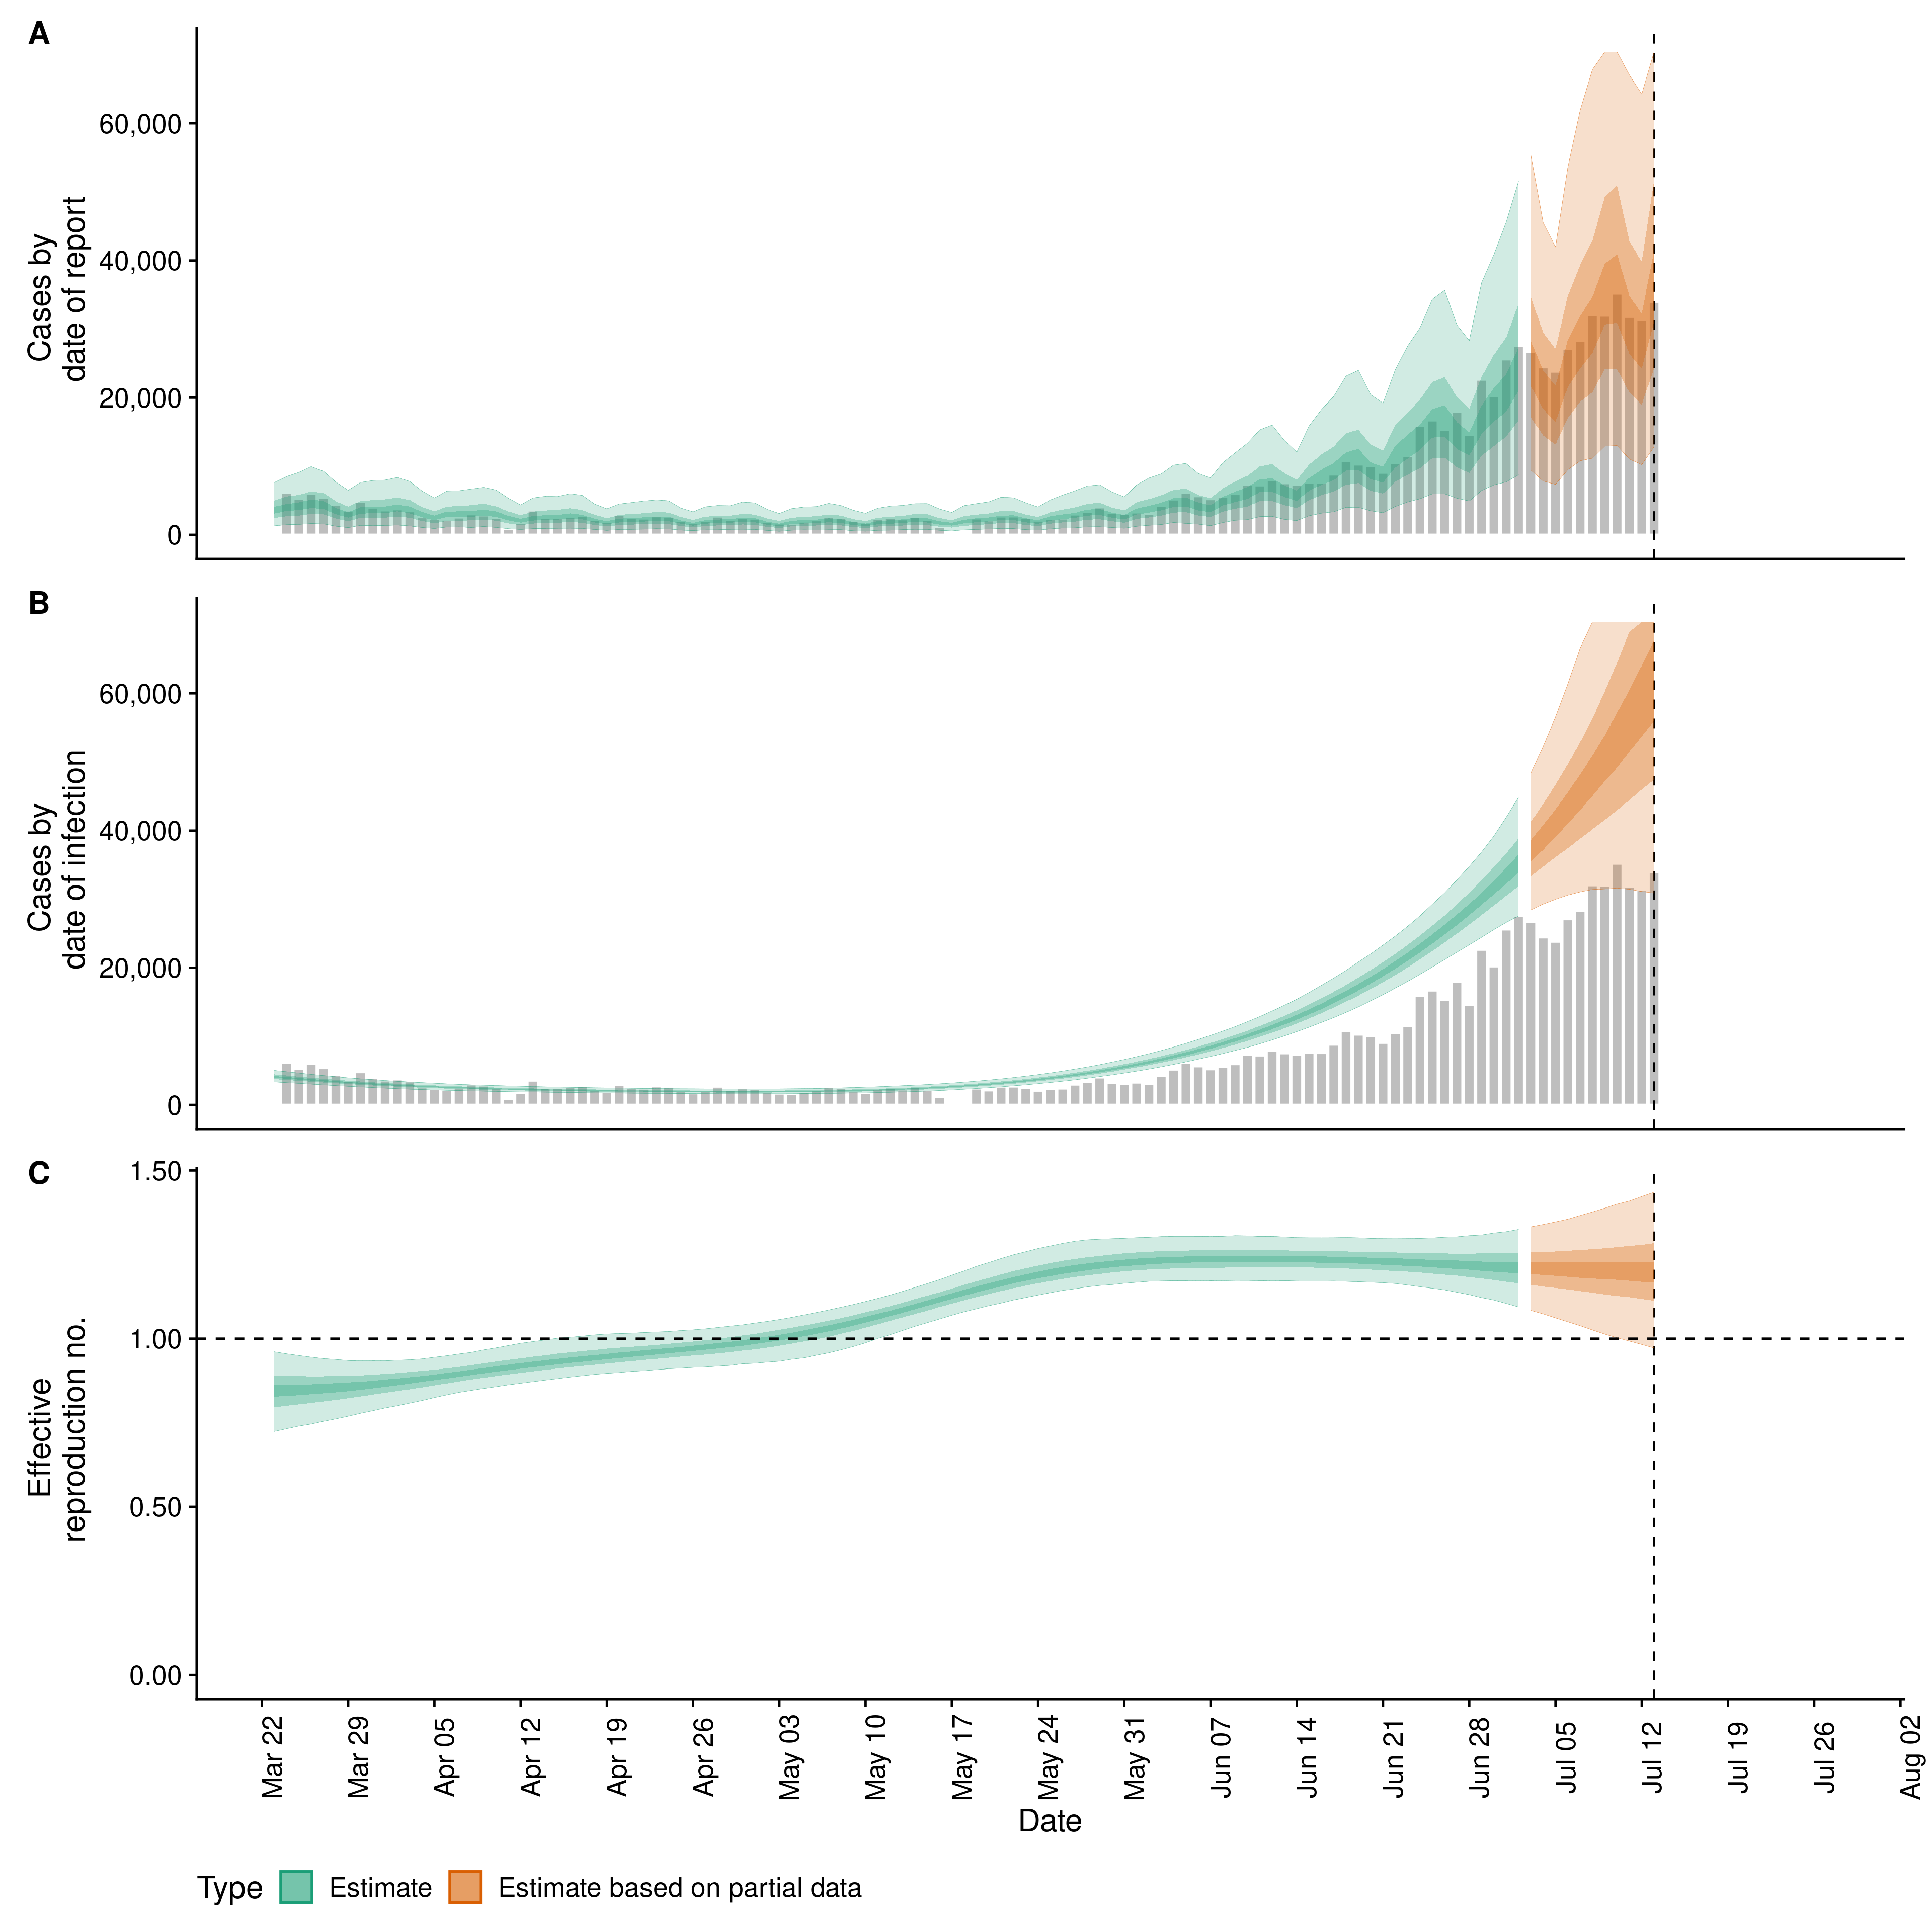 A
Cases by
date of report
60,000
40,000
20,000
0
B
Cases by
date of infection
60,000
40,000
20,000
0
C
Effective
reproduction no.
1.50
1.00
0.50
0.00
Mar 22
Mar 29
Apr 05
Apr 12
Apr 19
Apr 26
May 03
May 10
May 17
May 24
May 31
Jun 07
Jun 14
Jun 21
Jun 28
Jul 05
Jul 12
Jul 19
Jul 26
Aug 02
Date
Type Estimate Estimate based on partial data